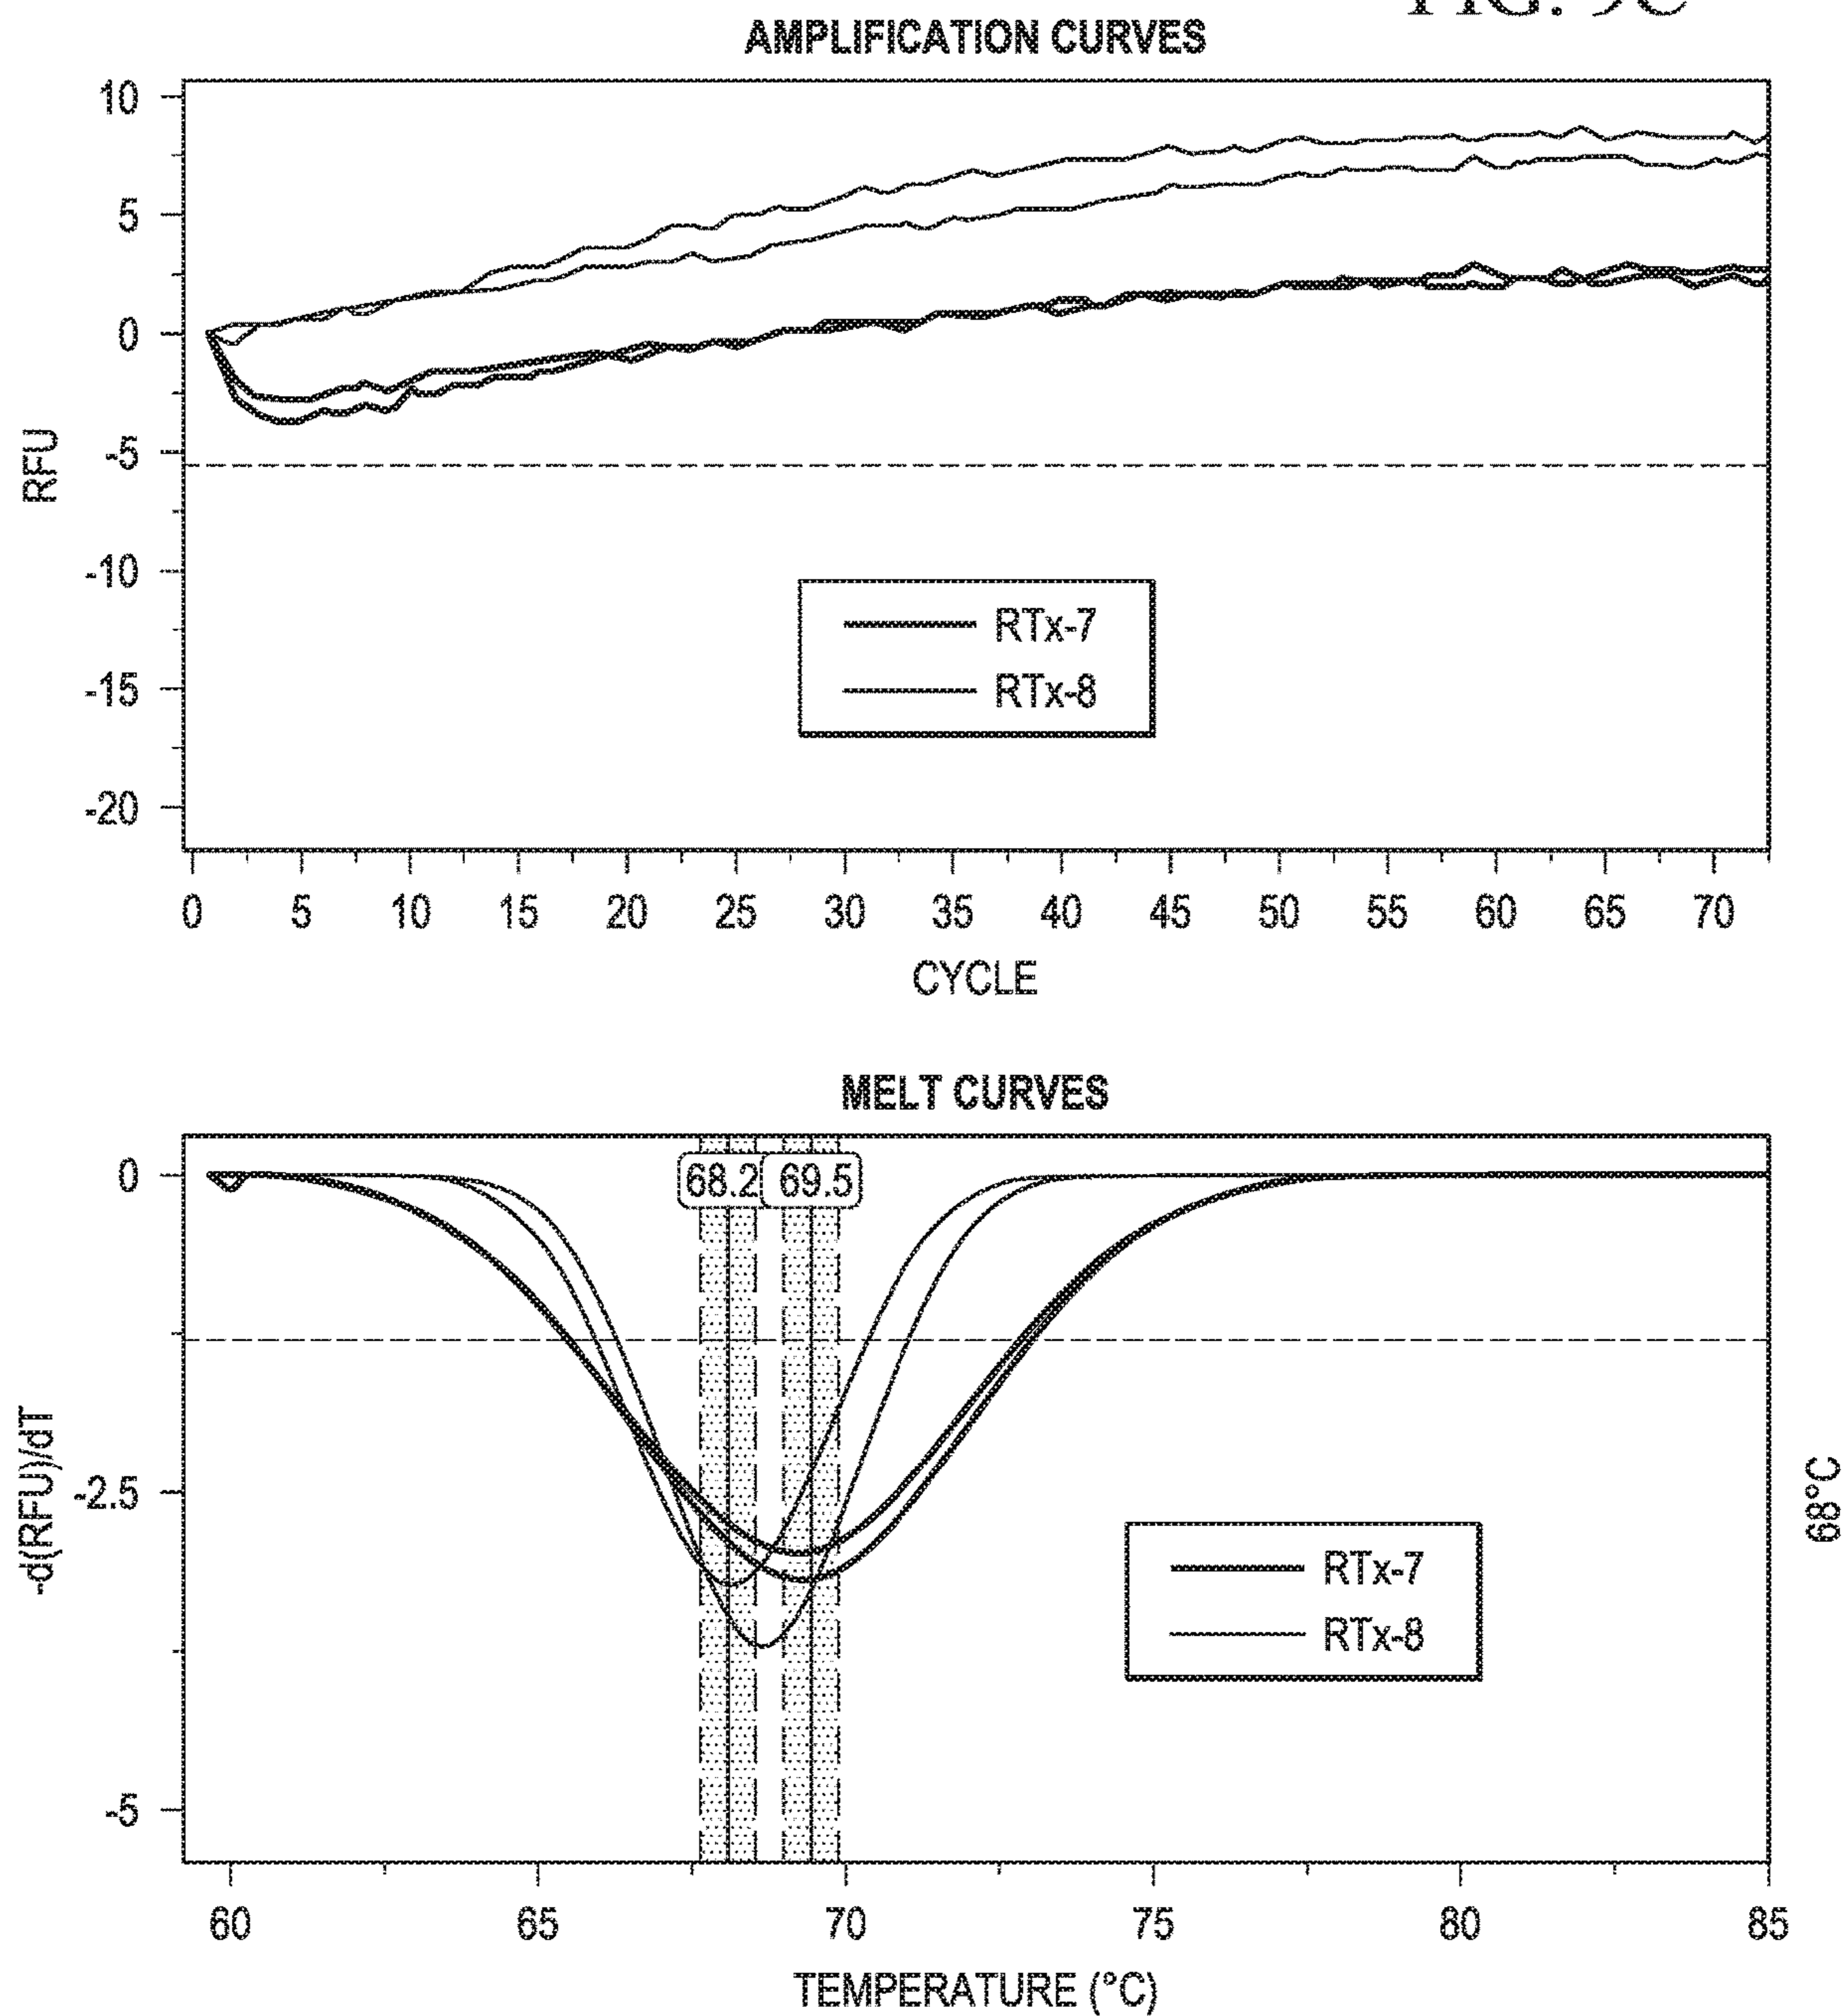 FIG. 9C
AMPLIFICATION CURVES
10
5
0
-5
-10
-15
-20
RFU
RTx-7
RTx-8
0 5 10 15 20 25 30 35 40 45 50 55 60 65 70
CYCLE
MELT CURVES
68.2 69.5
0
-2.5
-5
-d(RFU)/dT
RTx-7
RTx-8
68°C
60 65 70 75 80 85
TEMPERATURE (°C)